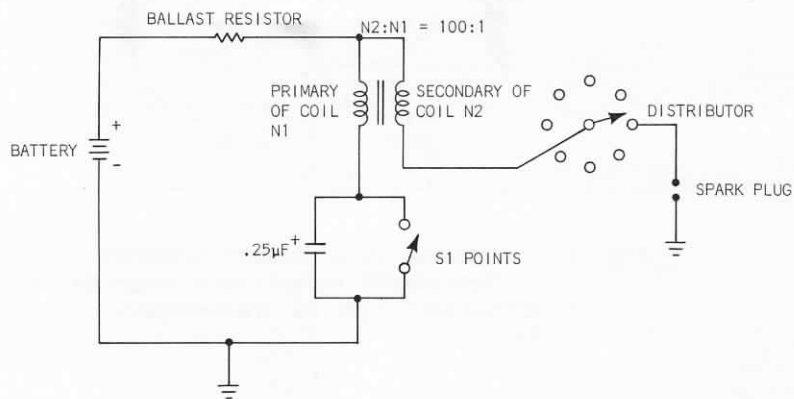 BALLAST RESISTOR
N2:N1 = 100:1
PRIMARY
OF COIL
N1
SECONDARY OF
COIL N2
DISTRIBUTOR
+
BATTERY
-
SPARK PLUG
.25µF
+
S1 POINTS